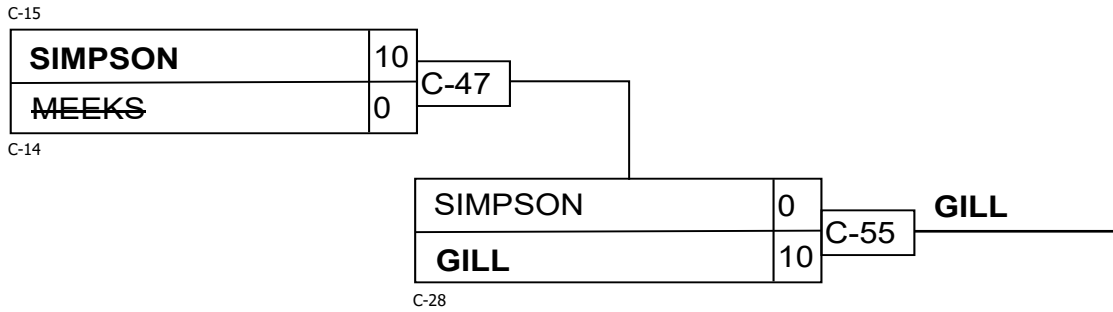 C-15
SIMPSON 10
C-47
MEEKS 0
C-14
SIMPSON 0
GILL
C-55
GILL 10
C-28